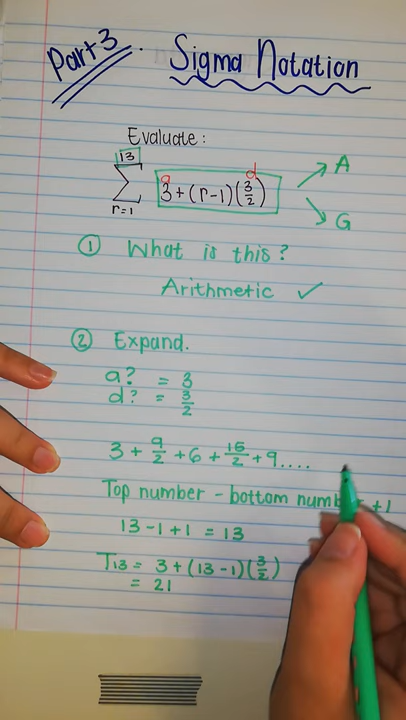 Part 3. Sigma Notation
Evaluate:
13
a d
∑ 3 + (r-1)(3/2)
r=1
A
G
① What is this?
Arithmetic ✓
② Expand.
a? = 3
d? = 3/2
3 + 9/2 + 6 + 15/2 + 9....
Top number - bottom number +1
13 - 1 + 1 = 13
T13 = 3 + (13 - 1)(3/2)
= 21